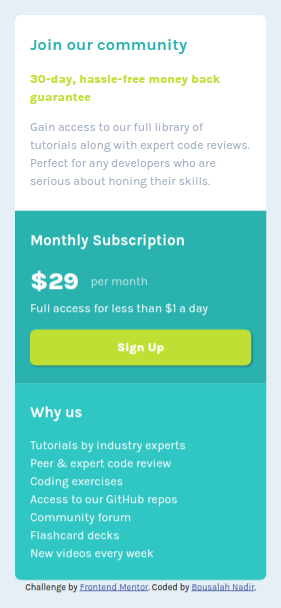 Join our community
30-day, hassle-free money back
guarantee
Gain access to our full library of
tutorials along with expert code reviews.
Perfect for any developers who are
serious about honing their skills.
Monthly Subscription
$29 per month
Full access for less than $1 a day
Sign Up
Why us
Tutorials by industry experts
Peer & expert code review
Coding exercises
Access to our GitHub repos
Community forum
Flashcard decks
New videos every week
Challenge by Frontend Mentor. Coded by Bousalah Nadir.